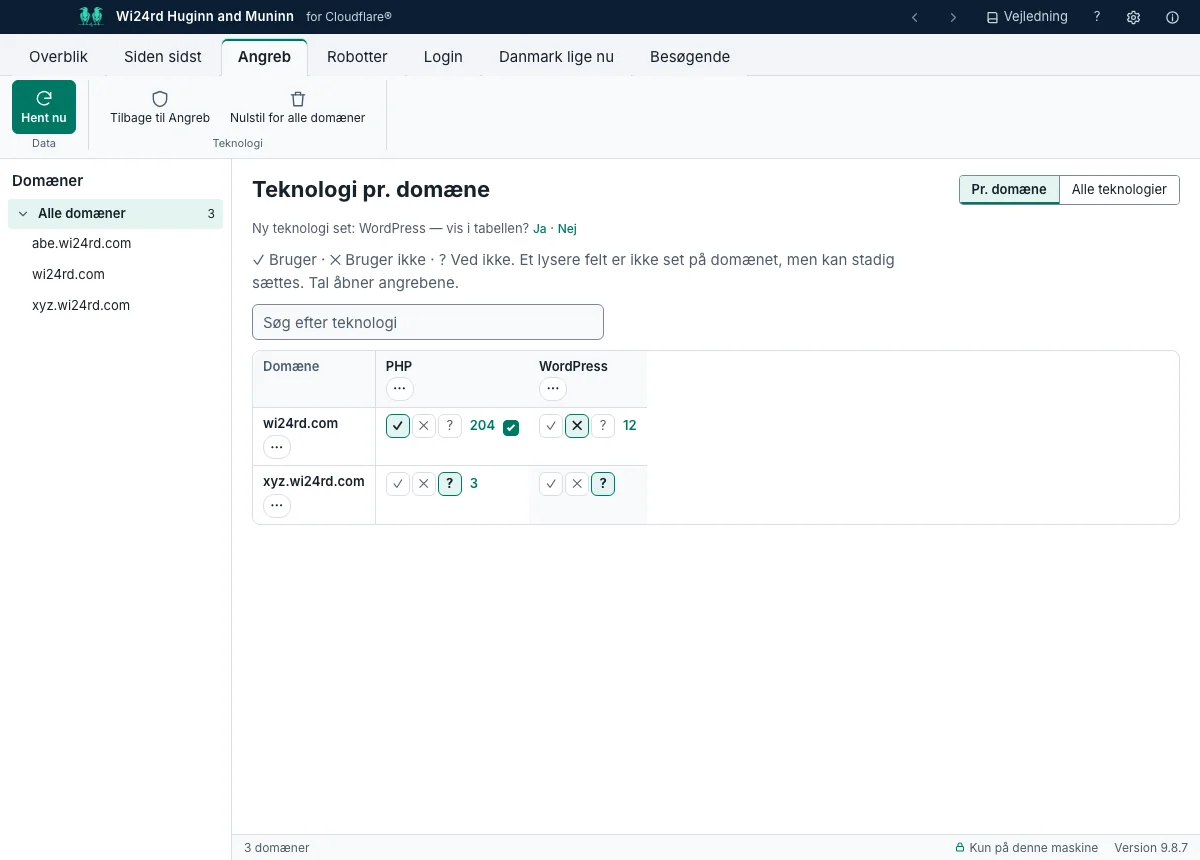 Wi24rd Huginn and Muninn for Cloudflare®
Vejledning ?
Overblik Siden sidst Angreb Robotter Login Danmark lige nu Besøgende
Hent nu
Tilbage til Angreb Nulstil for alle domæner
Data Teknologi
Domæner
Alle domæner 3
abe.wi24rd.com
wi24rd.com
xyz.wi24rd.com
Teknologi pr. domæne
Pr. domæne Alle teknologier
Ny teknologi set: WordPress — vis i tabellen? Ja · Nej
✓ Bruger · ✕ Bruger ikke · ? Ved ikke. Et lysere felt er ikke set på domænet, men kan stadig
sættes. Tal åbner angrebene.
Søg efter teknologi
Domæne PHP WordPress
··· ···
wi24rd.com ✓ ✕ ? 204 ✓ ✓ ✕ ? 12
···
xyz.wi24rd.com ✓ ✕ ? 3 ✓ ✕ ?
···
3 domæner
Kun på denne maskine Version 9.8.7